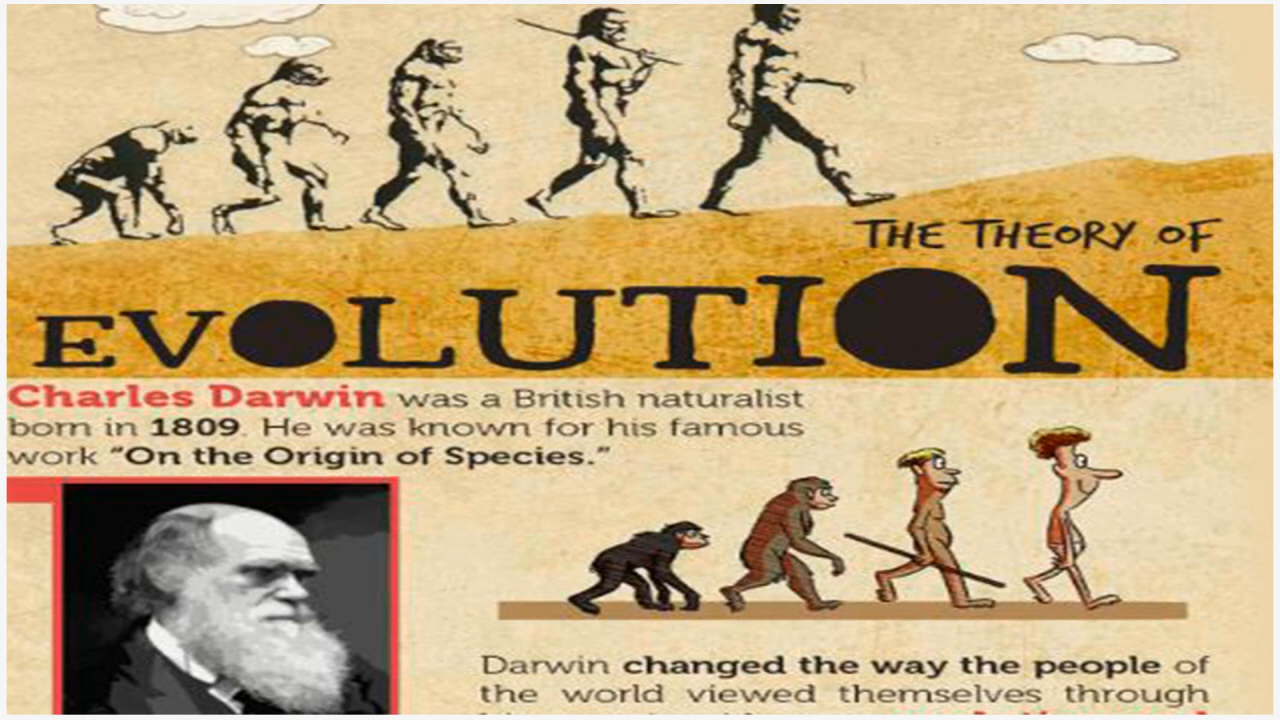 THE THEORY OF
EVOLUTION
Charles Darwin was a British naturalist
born in 1809. He was known for his famous
work “On the Origin of Species.”
Darwin changed the way the people of
the world viewed themselves through